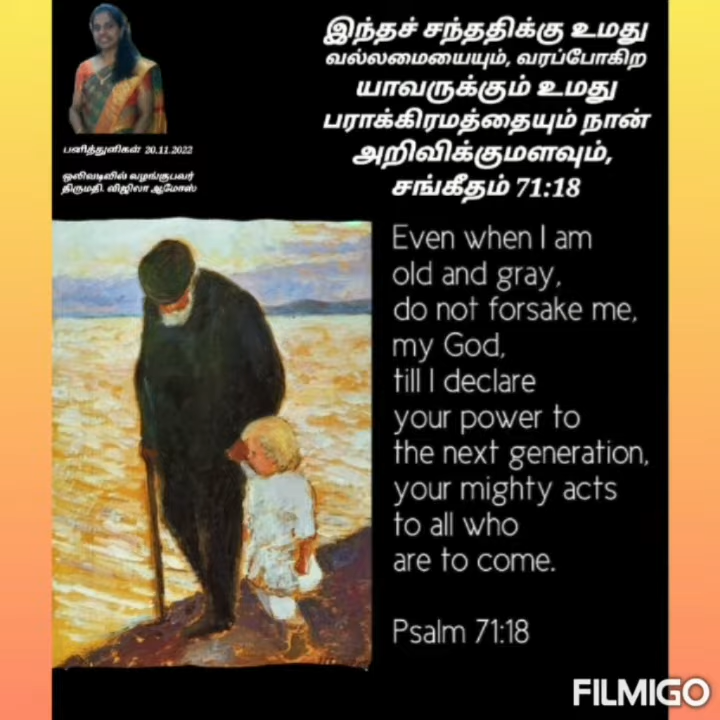 பனித்துளிகள் 20.11.2022
ஒலிவடிவில் வழங்குபவர்
திருமதி. விஜிலா ஆமோஸ்
இந்தச் சந்ததிக்கு உமது
வல்லமையையும், வரப்போகிற
யாவருக்கும் உமது
பராக்கிரமத்தையும் நான்
அறிவிக்குமளவும்,
சங்கீதம் 71:18
Even when I am
old and gray,
do not forsake me,
my God,
till I declare
your power to
the next generation,
your mighty acts
to all who
are to come.
Psalm 71:18
FILMIGO